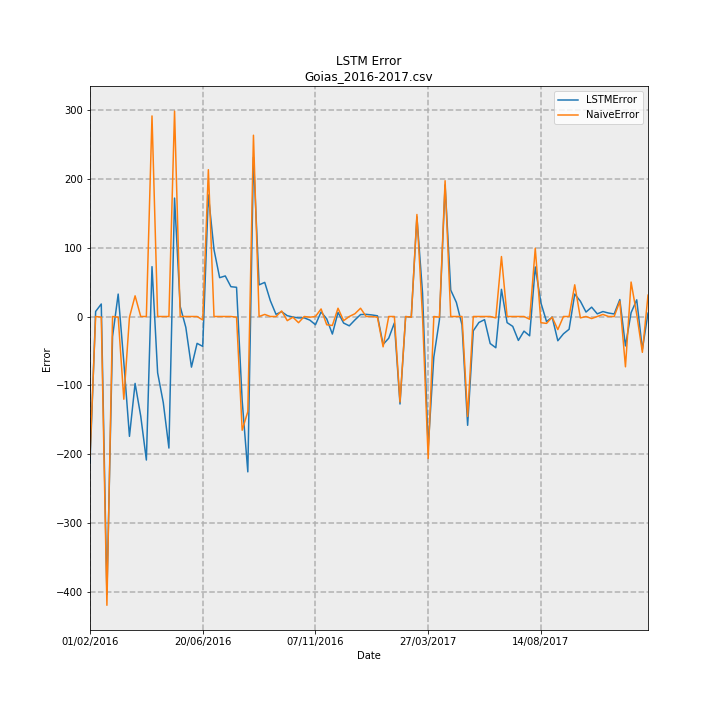 LSTM Error
Goias_2016-2017.csv
LSTMError
NaiveError
300
200
100
0
−100
−200
−300
−400
Error
01/02/2016
20/06/2016
07/11/2016
27/03/2017
14/08/2017
Date